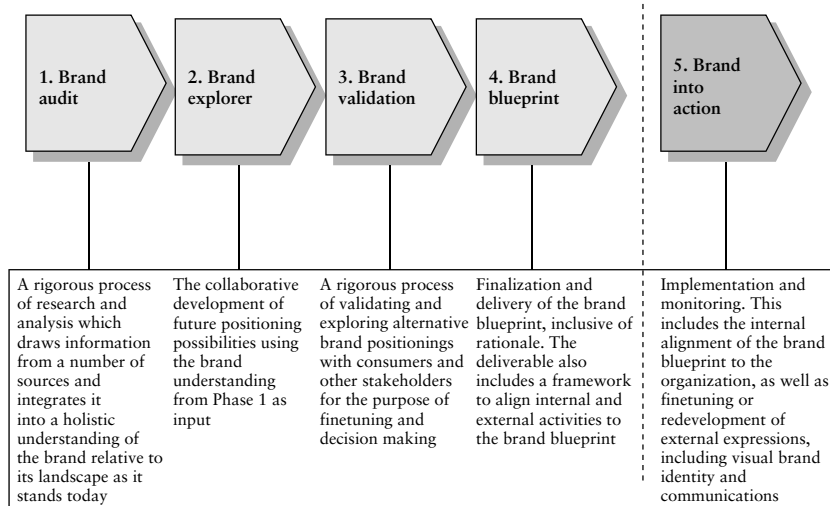 1. Brand
audit
2. Brand
explorer
3. Brand
validation
4. Brand
blueprint
5. Brand
into
action
A rigorous process
of research and
analysis which
draws information
from a number of
sources and
integrates it
into a holistic
understanding of
the brand relative to
its landscape as it
stands today
The collaborative
development of
future positioning
possibilities using
the brand
understanding
from Phase 1 as
input
A rigorous process
of validating and
exploring alternative
brand positionings
with consumers and
other stakeholders
for the purpose of
finetuning and
decision making
Finalization and
delivery of the brand
blueprint, inclusive of
rationale. The
deliverable also
includes a framework
to align internal and
external activities to
the brand blueprint
Implementation and
monitoring. This
includes the internal
alignment of the brand
blueprint to the
organization, as well as
finetuning or
redevelopment of
external expressions,
including visual brand
identity and
communications